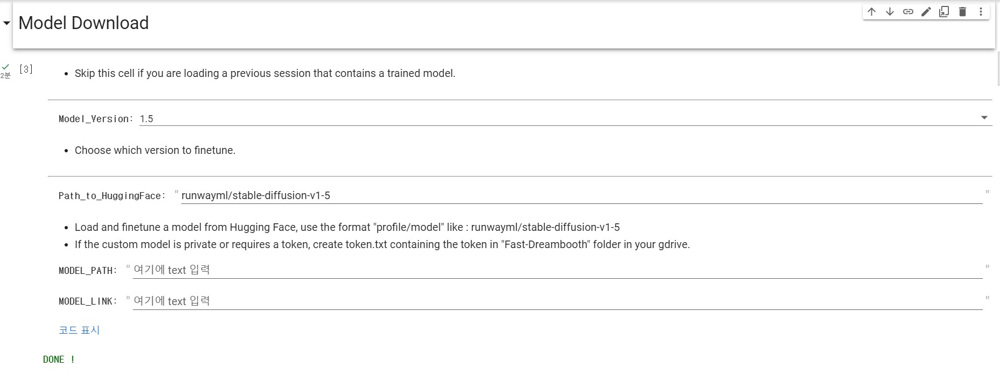 Model Download
[3]
2분
• Skip this cell if you are loading a previous session that contains a trained model.
Model_Version: 1.5
• Choose which version to finetune.
Path_to_HuggingFace: " runwayml/stable-diffusion-v1-5 "
• Load and finetune a model from Hugging Face, use the format "profile/model" like : runwayml/stable-diffusion-v1-5
• If the custom model is private or requires a token, create token.txt containing the token in "Fast-Dreambooth" folder in your gdrive.
MODEL_PATH: " 여기에 text 입력 "
MODEL_LINK: " 여기에 text 입력 "
코드 표시
DONE !